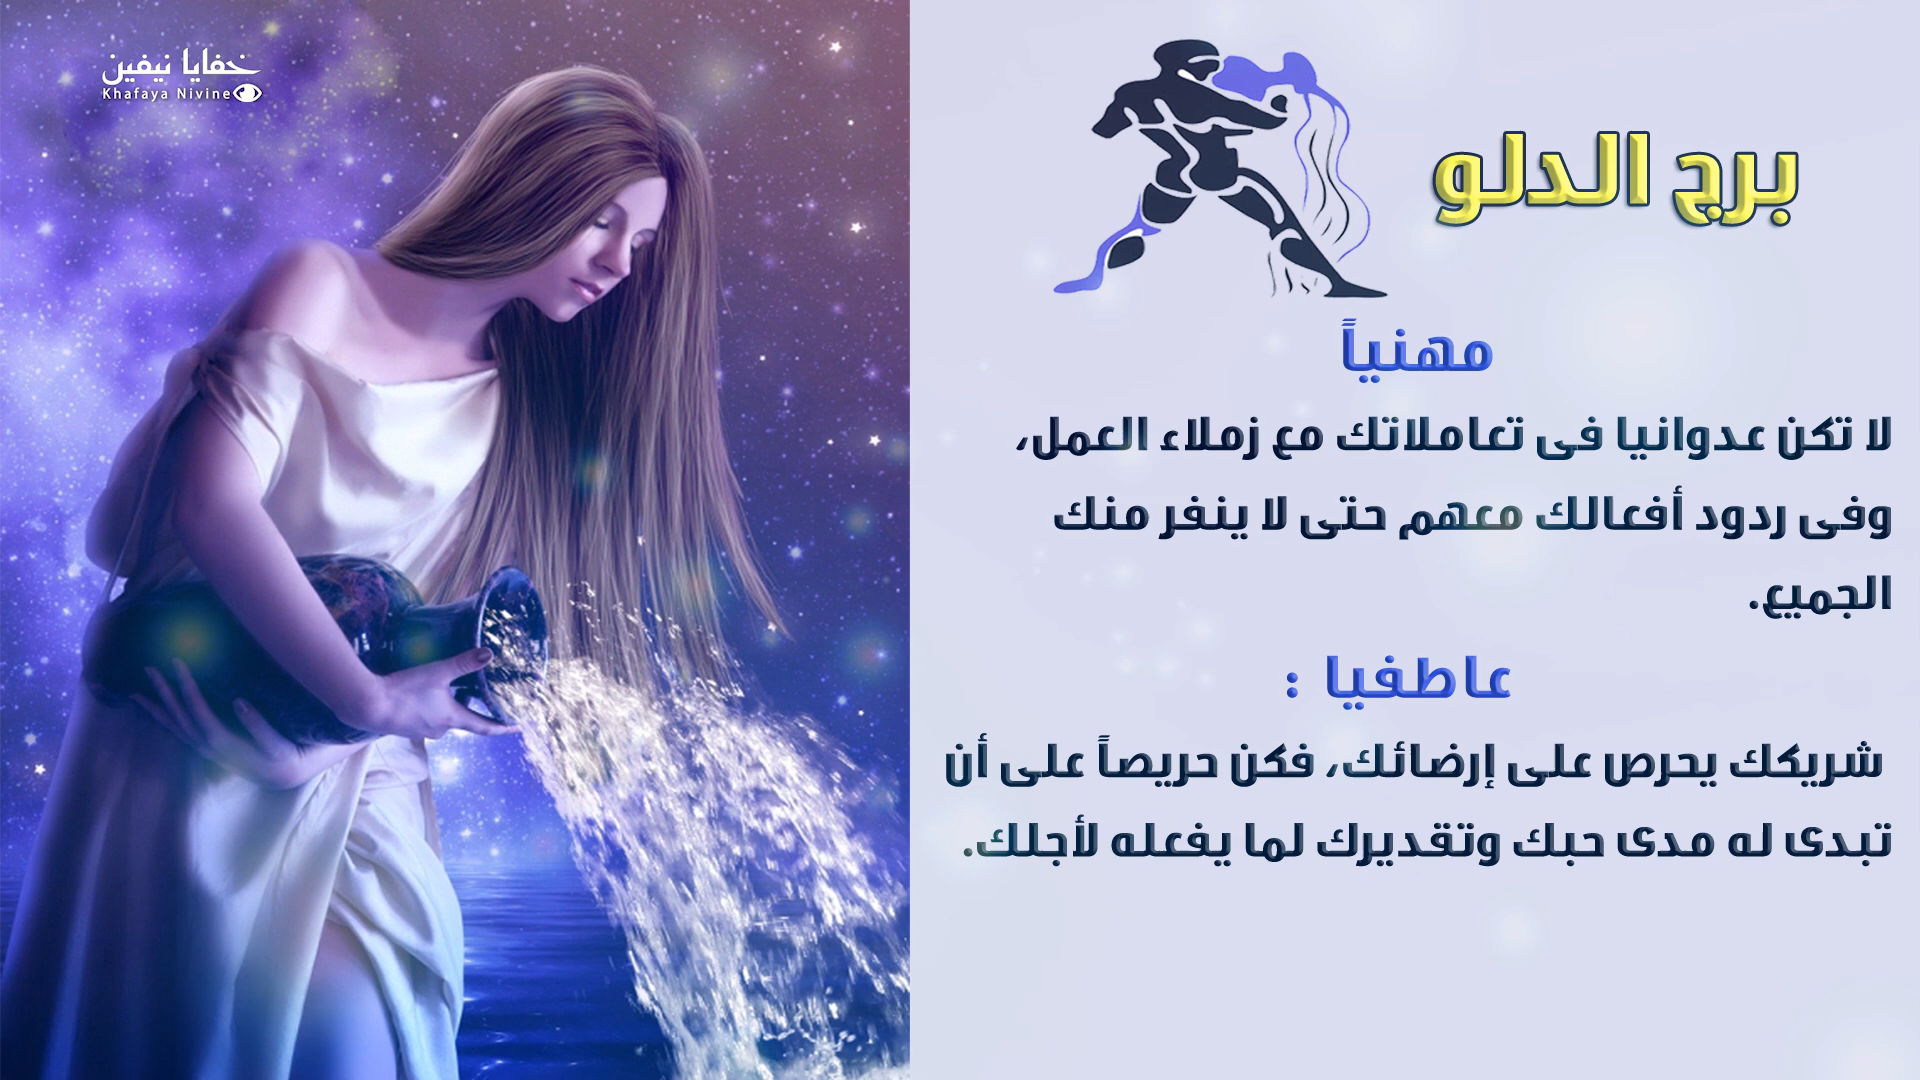 خفايا نيفين
Khafaya Nivine
برج الدلو
مهنياً
لا تكن عدوانيا فى تعاملاتك مع زملاء العمل،
وفى ردود أفعالك معهم حتى لا ينفر منك
الجميع.
عاطفيا :
شريكك يحرص على إرضائك، فكن حريصاً على أن
تبدى له مدى حبك وتقديرك لما يفعله لأجلك.